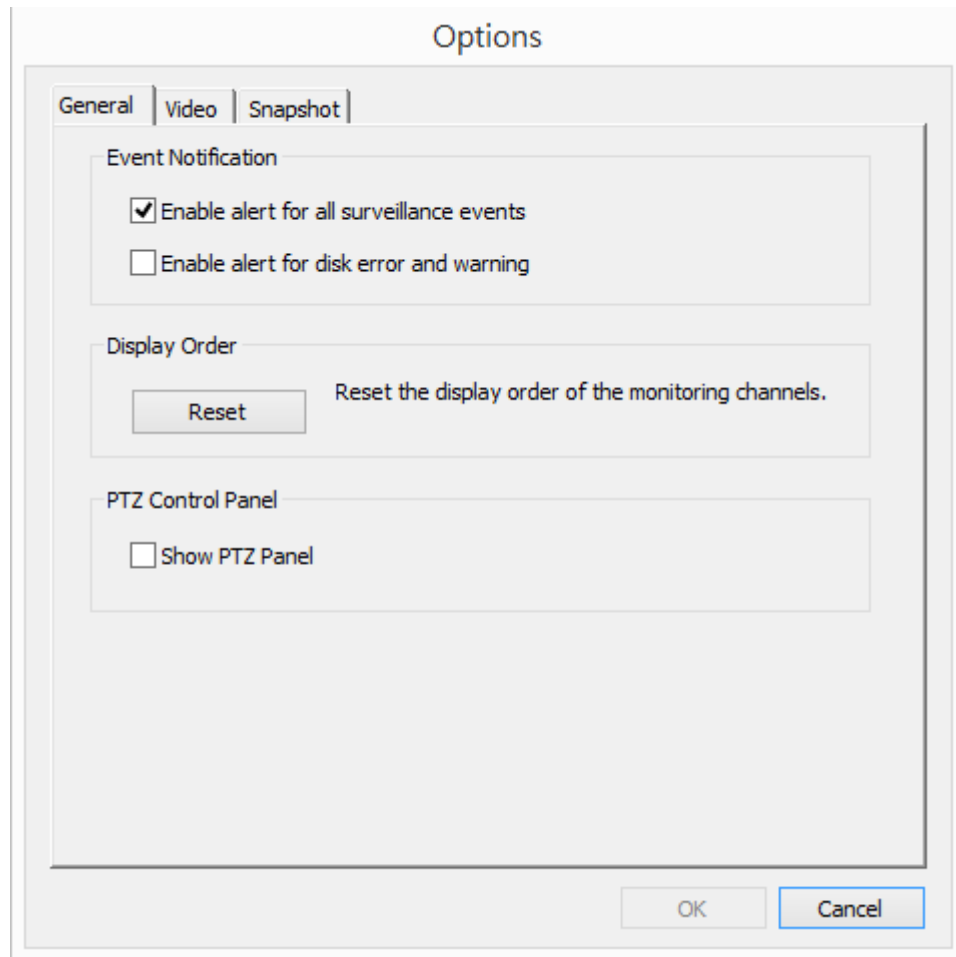 Options
General Video Snapshot
Event Notification
Enable alert for all surveillance events
Enable alert for disk error and warning
Display Order
Reset Reset the display order of the monitoring channels.
PTZ Control Panel
Show PTZ Panel
OK Cancel